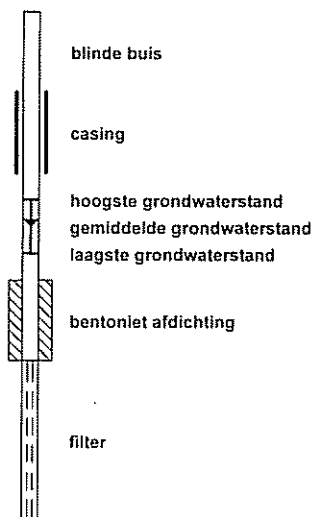 blinde buis
casing
hoogste grondwaterstand
gemiddelde grondwaterstand
laagste grondwaterstand
bentoniet afdichting
filter